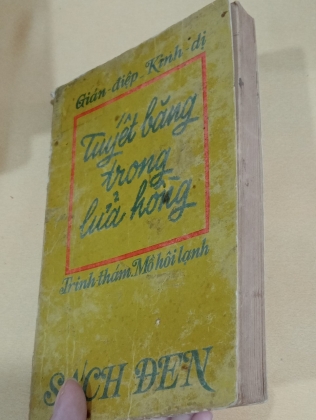 Gián-điệp-Kinh dị
Tuyết băng
trong
lửa hồng
Trinh thám-Mồ hôi lạnh
SÁCH ĐEN